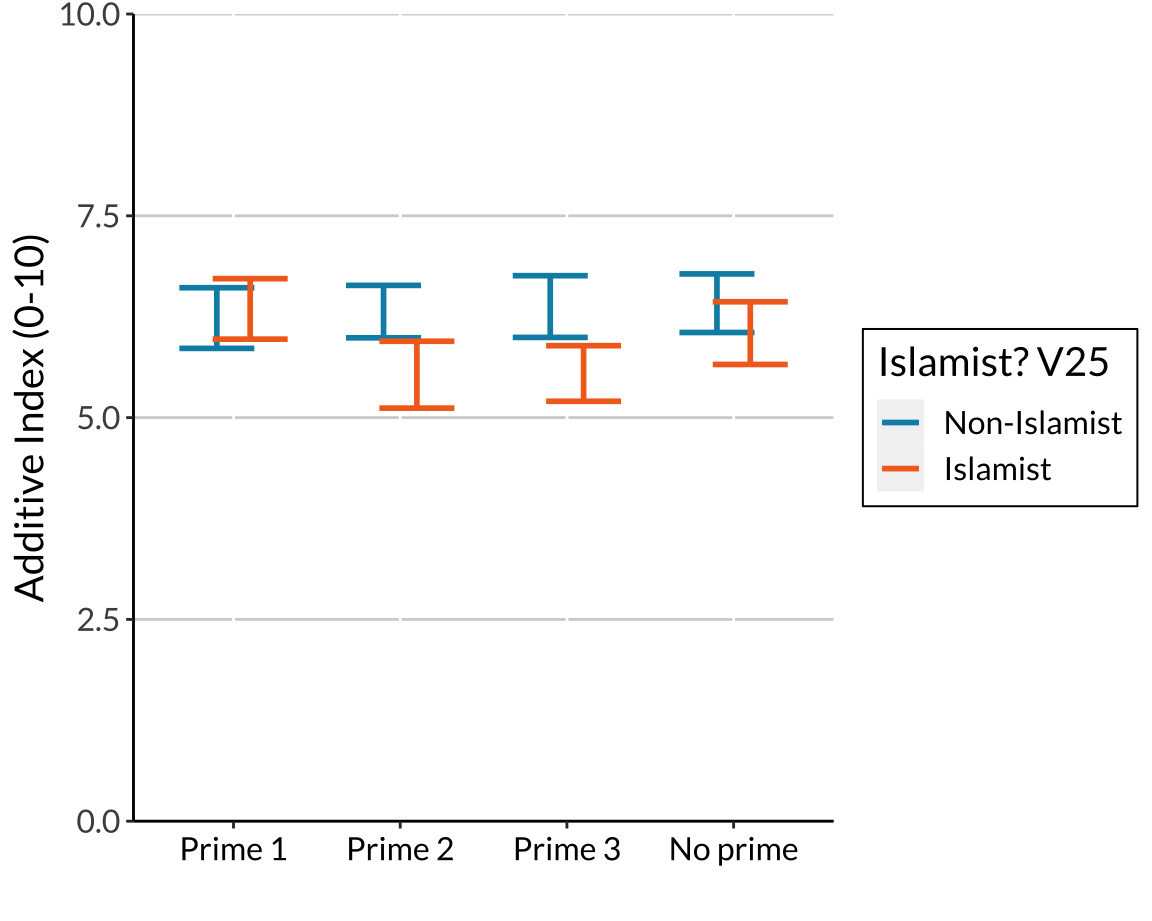 10.0
7.5
5.0
2.5
0.0
Additive Index (0-10)
Prime 1
Prime 2
Prime 3
No prime
Islamist? V25
Non-Islamist
Islamist